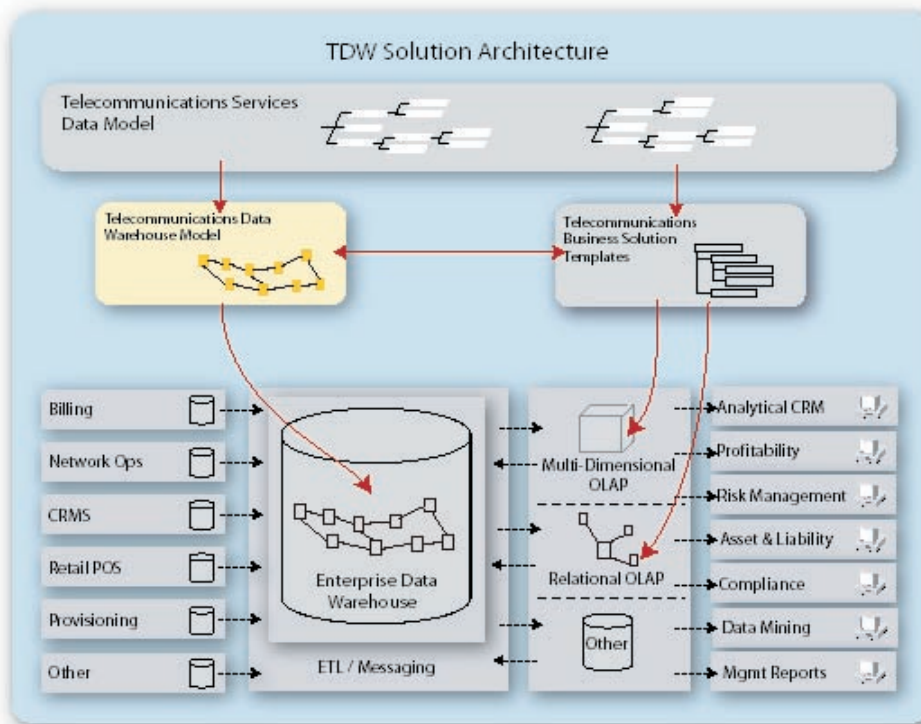 TDW Solution Architecture
Telecommunications Services
Data Model
Telecommunications Data
Warehouse Model
Telecommunications
Business Solution
Templates
Billing
Network Ops
CRMS
Retail POS
Provisioning
Other
Enterprise Data
Warehouse
ETL / Messaging
Multi-Dimensional
OLAP
Relational OLAP
Other
Analytical CRM
Profitability
Risk Management
Asset & Liability
Compliance
Data Mining
Mgmt Reports